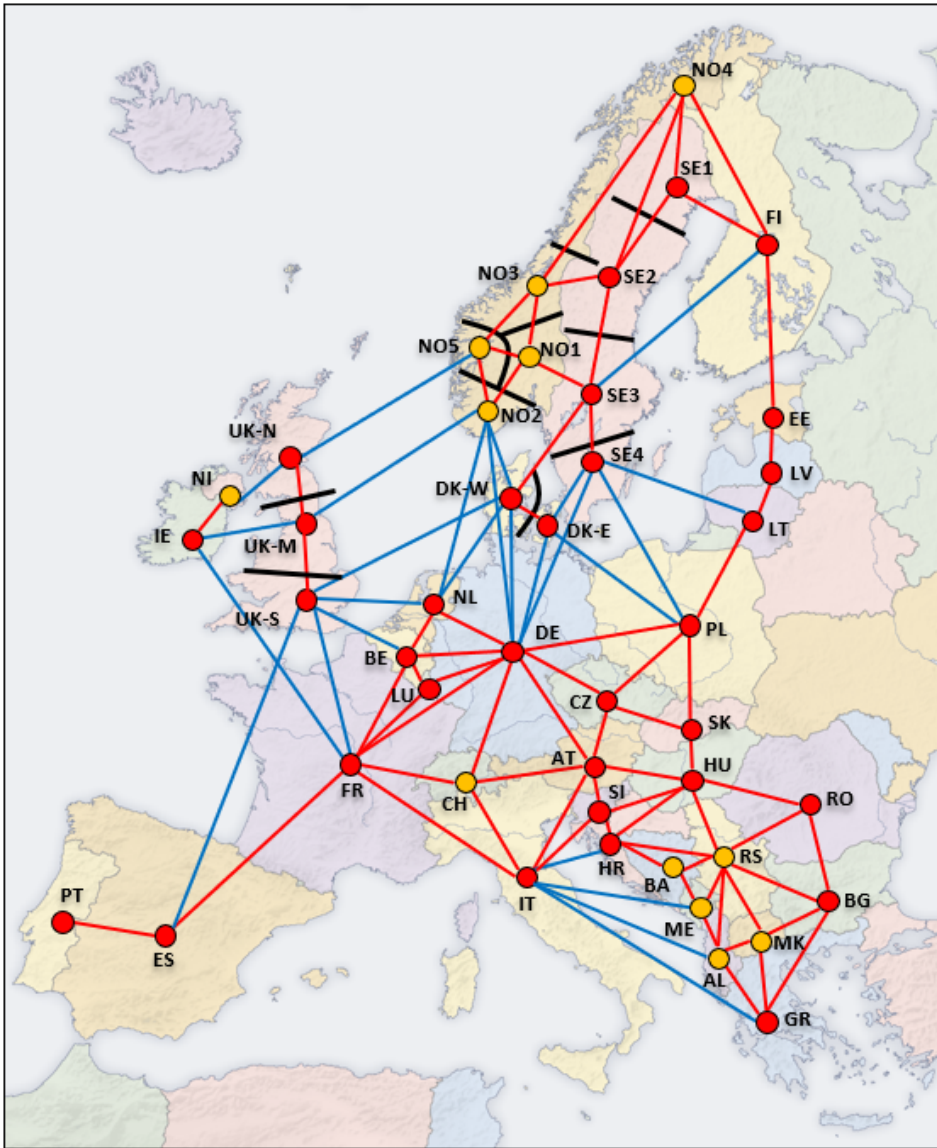 NO4
SE1
FI
NO3
SE2
NO5
NO1
SE3
NO2
EE
UK-N
SE4
LV
NI
DK-W
LT
IE
UK-M
DK-E
UK-S
NL
DE
PL
BE
LU
CZ
SK
AT
HU
FR
CH
SI
RO
HR
RS
BA
IT
PT
ME
BG
ES
MK
AL
GR